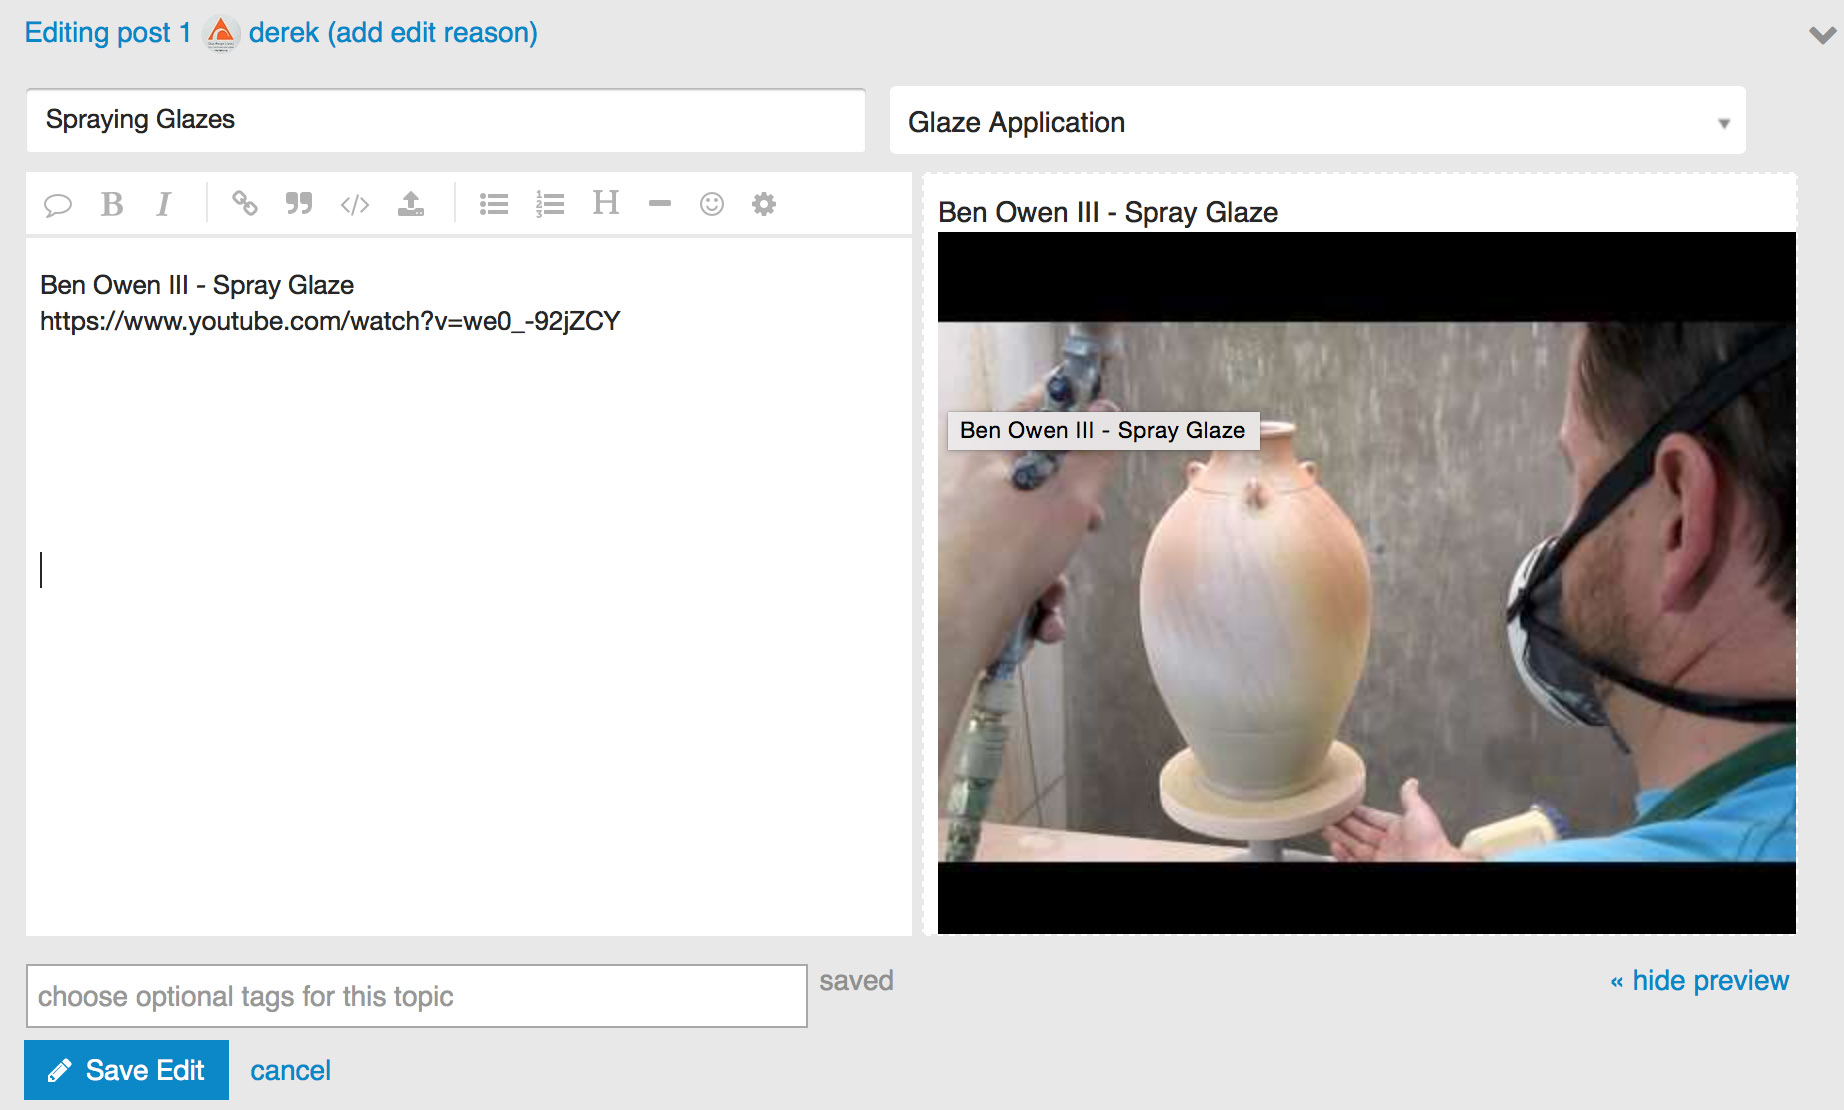 Editing post 1 derek (add edit reason)
Spraying Glazes
Glaze Application
Ben Owen III - Spray Glaze
https://www.youtube.com/watch?v=we0_-92jZCY
Ben Owen III - Spray Glaze
Ben Owen III - Spray Glaze
choose optional tags for this topic
saved
« hide preview
Save Edit
cancel